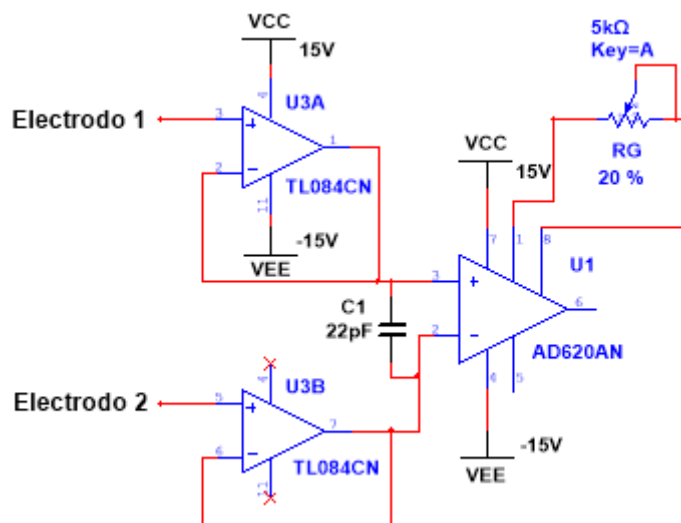 VCC
15V
4
U3A
Electrodo 1
3
2
1
TL084CN
11
-15V
VEE
5kΩ
Key=A
RG
20 %
VCC
15V
7
1
8
U1
3
2
6
AD620AN
4
5
-15V
VEE
C1
22pF
4
U3B
Electrodo 2
5
6
7
TL084CN
11